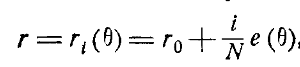 r = r_i(θ) = r_0 + \frac{i}{N} e(θ),